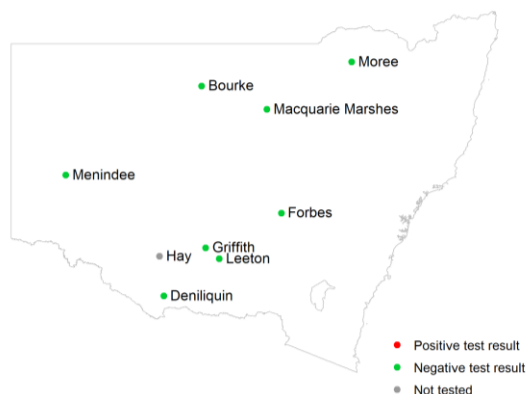 Moree
Bourke
Macquarie Marshes
Menindee
Forbes
Griffith
Hay
Leeton
Deniliquin
Positive test result
Negative test result
Not tested